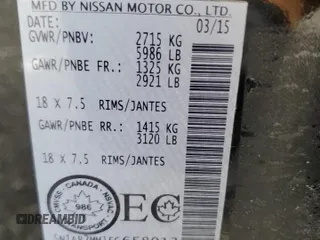 MFD BY NISSAN MOTOR CO., LTD.
DATE: 03/15
GVWR/PNBV: 2715 KG
5986 LB
GAWR/PNBE FR.: 1325 KG
2921 LB
18 x 7.5 RIMS/JANTES
GAWR/PNBE RR.: 1415 KG
3120 LB
18 x 7.5 RIMS/JANTES
CANADA
986
TRANSPORT
EC
DREAMBID